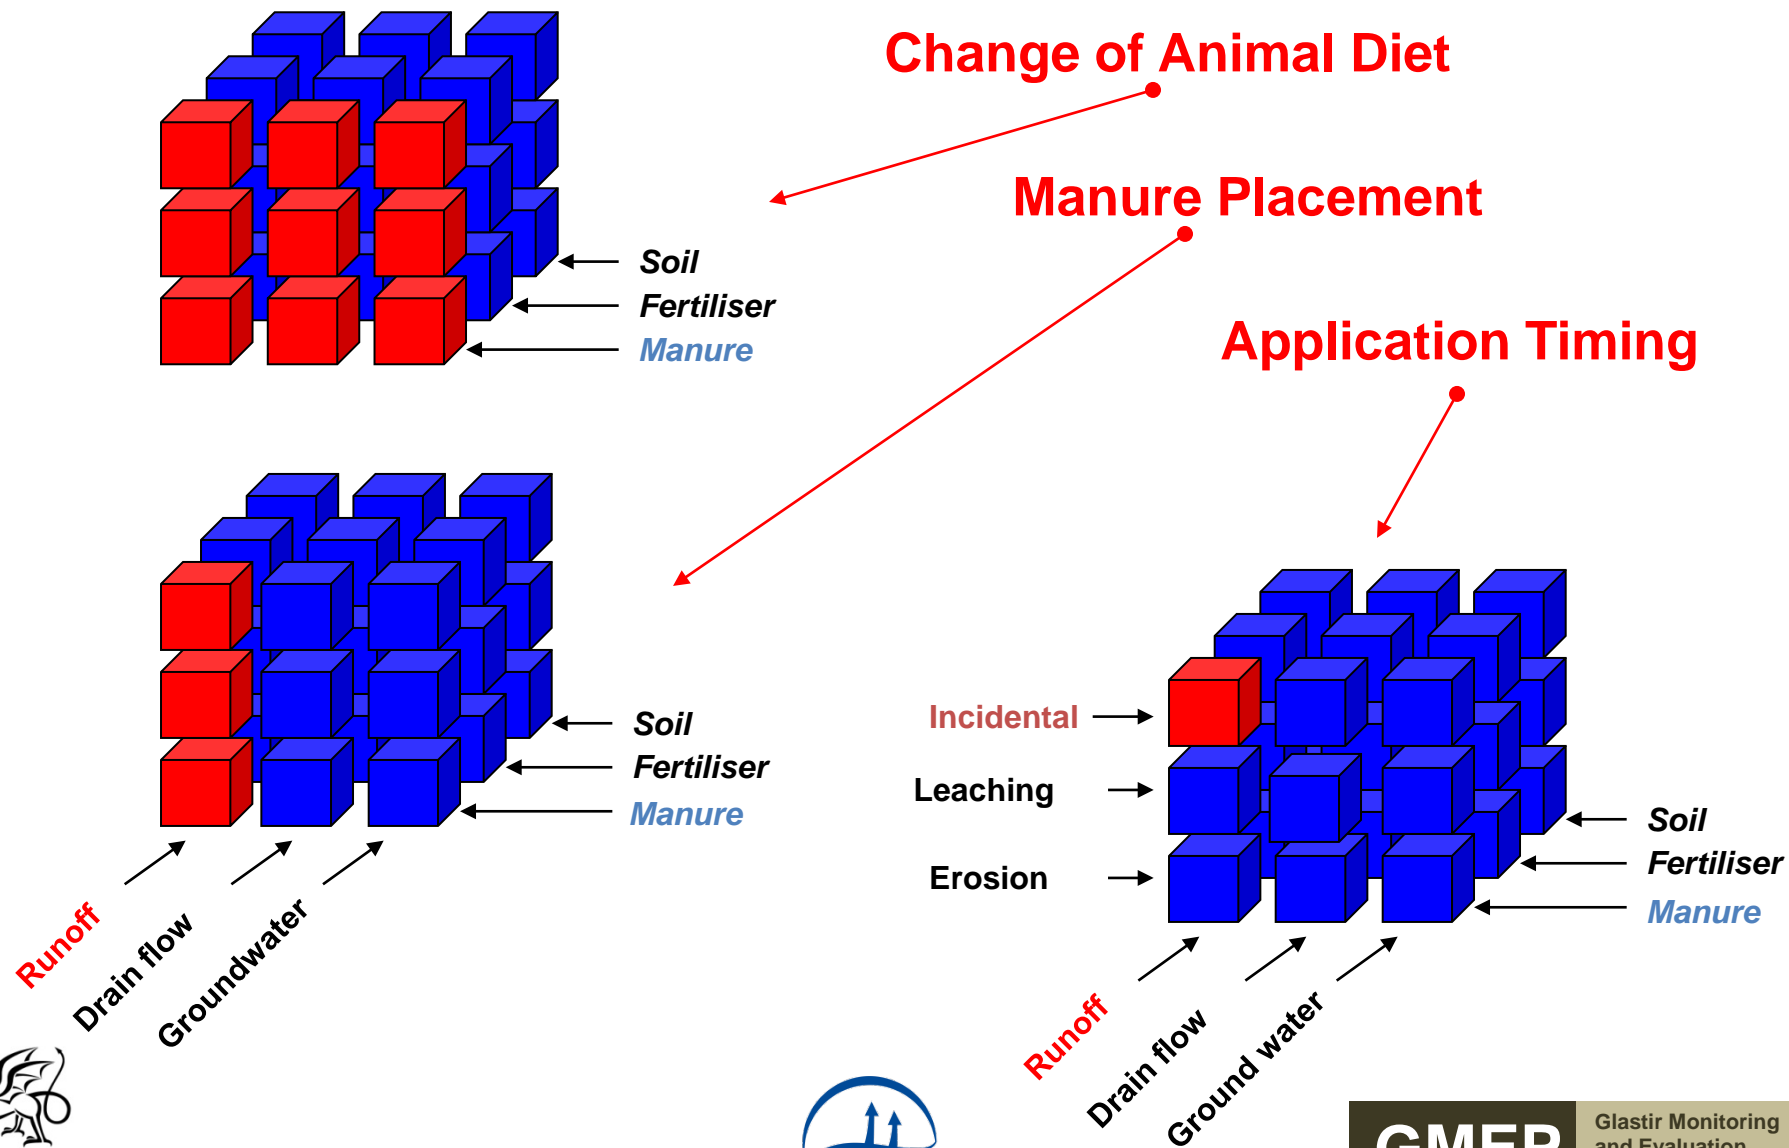 Change of Animal Diet
Manure Placement
Application Timing
Soil
Fertiliser
Manure
Soil
Fertiliser
Manure
Runoff
Drain flow
Groundwater
Incidental
Leaching
Erosion
Soil
Fertiliser
Manure
Runoff
Drain flow
Ground water
GMEP
Glastir Monitoring
and Evaluation